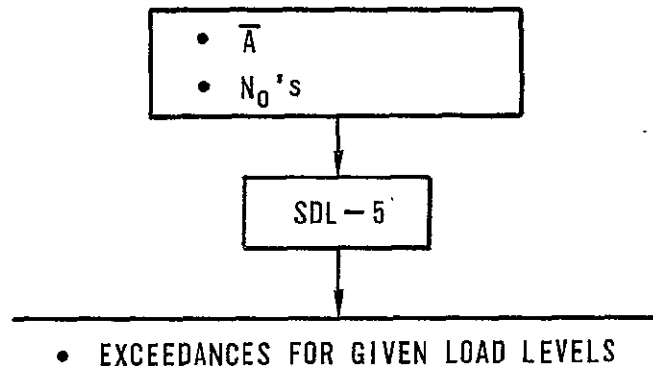 • A̅
• N₀'s
SDL – 5
• EXCEEDANCES FOR GIVEN LOAD LEVELS